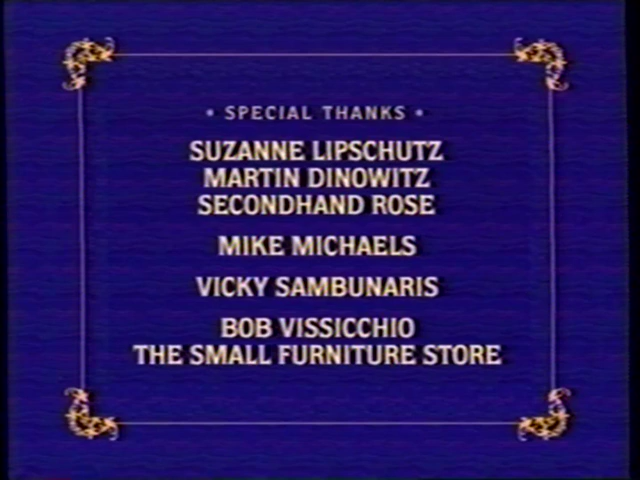 • SPECIAL THANKS •
SUZANNE LIPSCHUTZ
MARTIN DINOWITZ
SECONDHAND ROSE
MIKE MICHAELS
VICKY SAMBUNARIS
BOB VISSICCHIO
THE SMALL FURNITURE STORE